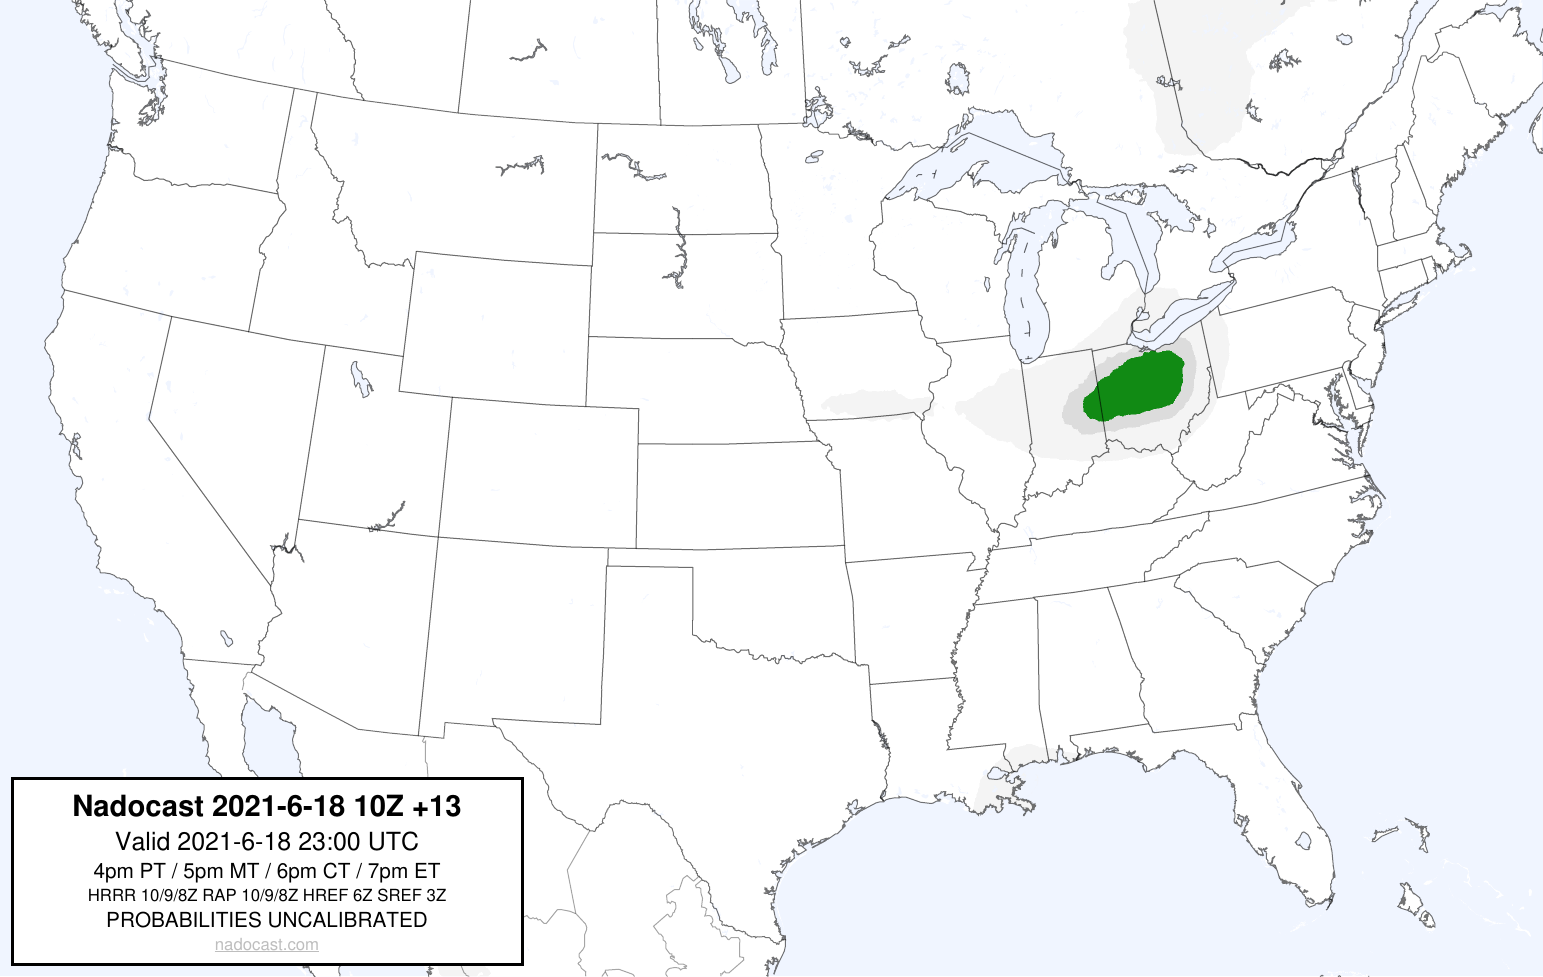 Nadocast 2021-6-18 10Z +13
Valid 2021-6-18 23:00 UTC
4pm PT / 5pm MT / 6pm CT / 7pm ET
HRRR 10/9/8Z RAP 10/9/8Z HREF 6Z SREF 3Z
PROBABILITIES UNCALIBRATED
nadocast.com